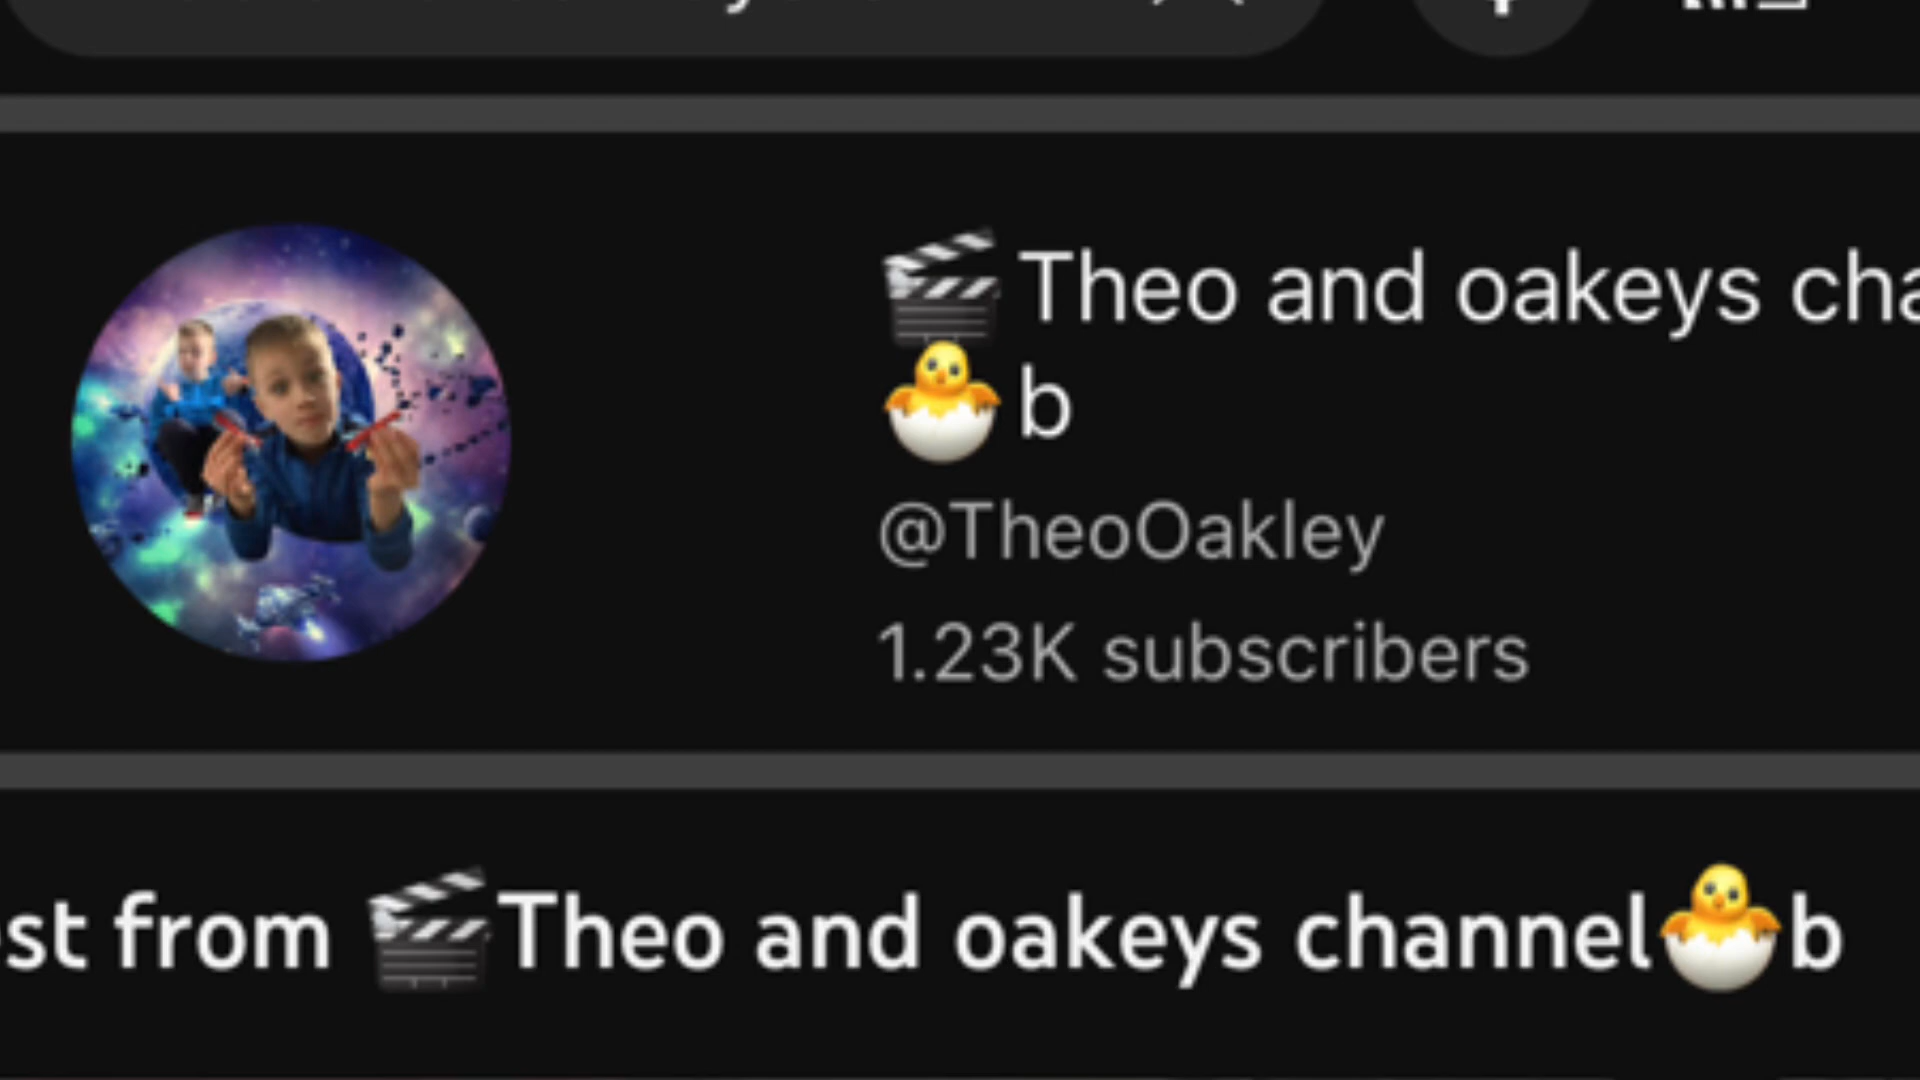 🎬Theo and oakeys cha
🐣b
@TheoOakley
1.23K subscribers
st from 🎬Theo and oakeys channel🐣b